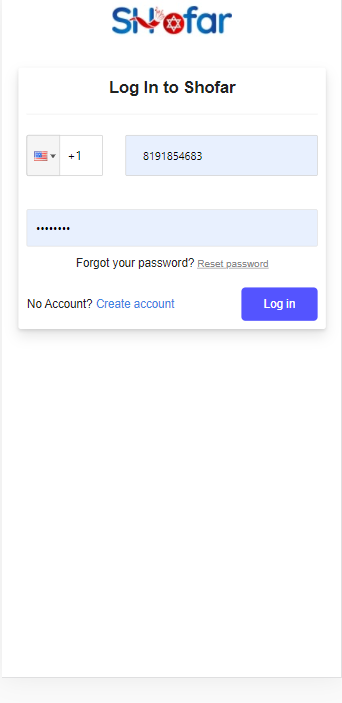 SHofar
Log In to Shofar
+1
8191854683
••••••••
Forgot your password? Reset password
No Account? Create account
Log in